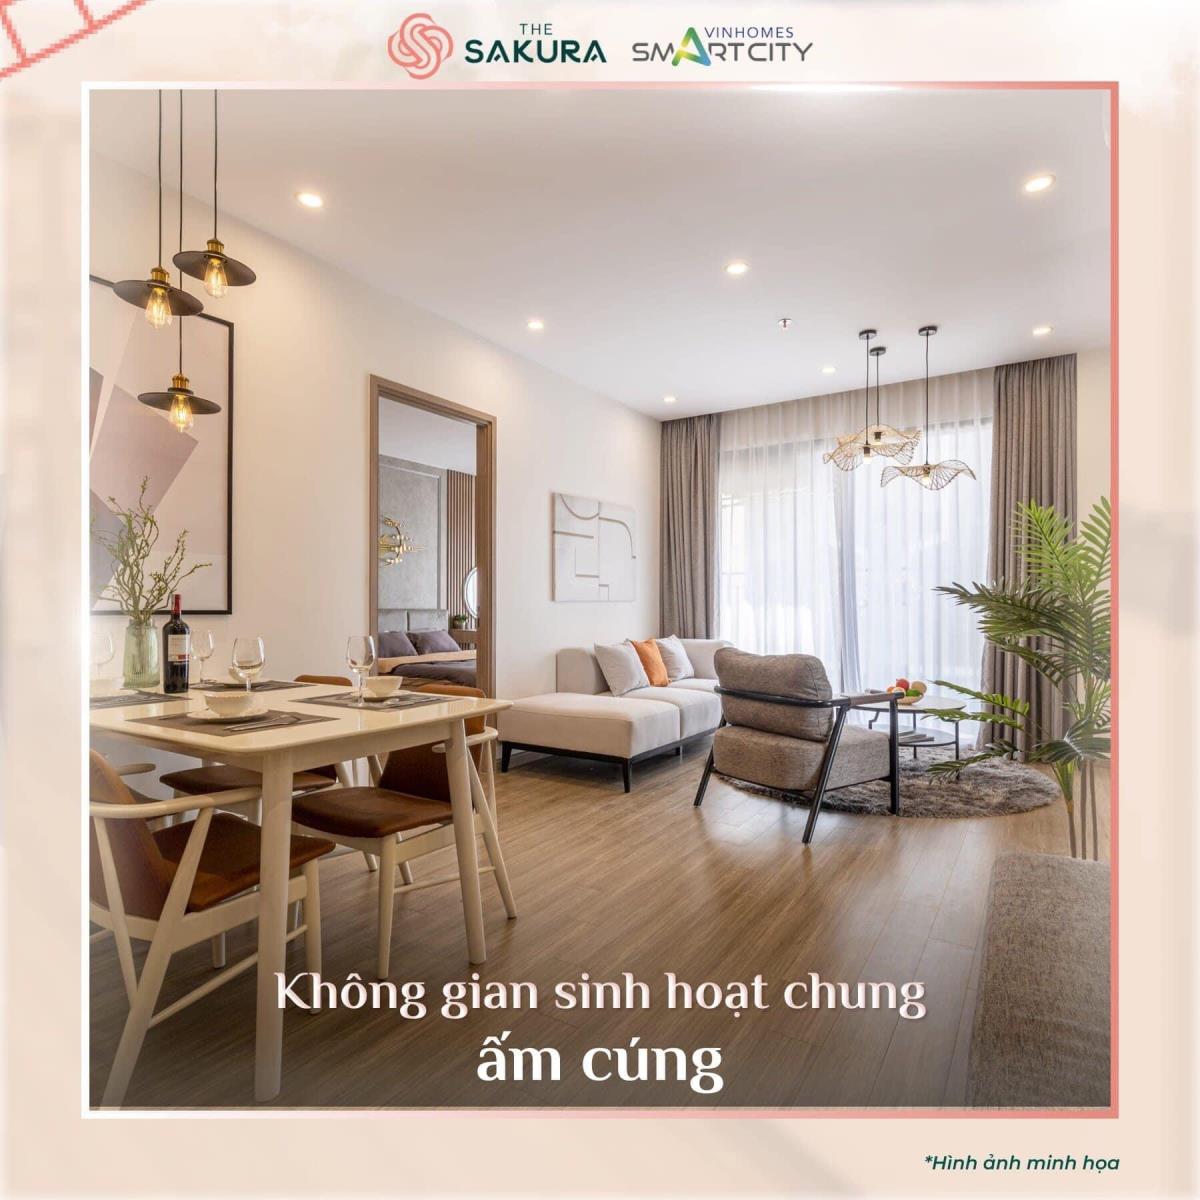 THE
SAKURA
VINHOMES
SMARTCITY
Không gian sinh hoạt chung
ấm cúng
*Hình ảnh minh họa